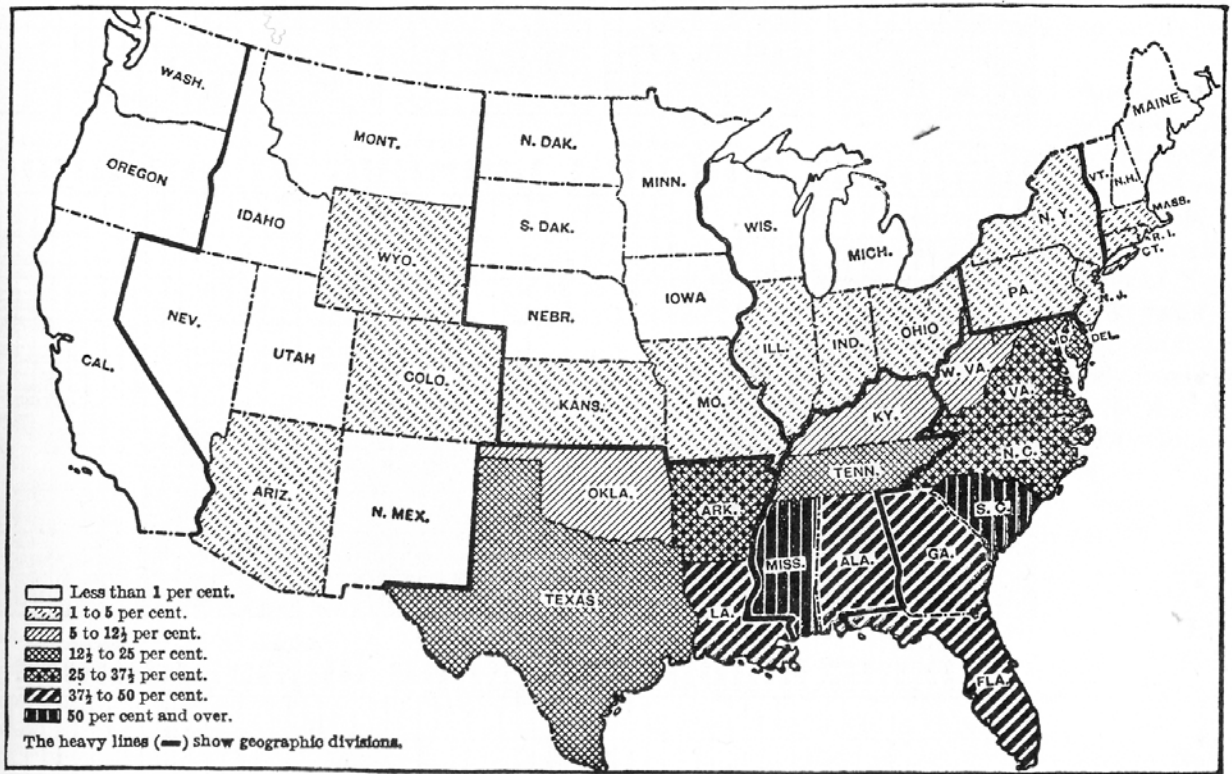 WASH.
MONT.
N. DAK.
MINN.
OREGON
IDAHO
S. DAK.
WIS.
MICH.
MAINE
VT.
N.H.
MASS.
N. Y.
R. I.
CT.
WYO.
NEBR.
IOWA
PA.
N. J.
CAL.
NEV.
UTAH
COLO.
KANS.
MO.
ILL.
IND.
OHIO
W. VA.
MD.
DEL.
VA.
KY.
ARIZ.
N. MEX.
OKLA.
ARK.
TENN.
N. C.
S. C.
TEXAS
LA.
MISS.
ALA.
GA.
FLA.
Less than 1 per cent.
1 to 5 per cent.
5 to 12½ per cent.
12½ to 25 per cent.
25 to 37½ per cent.
37½ to 50 per cent.
50 per cent and over.
The heavy lines (▬) show geographic divisions.